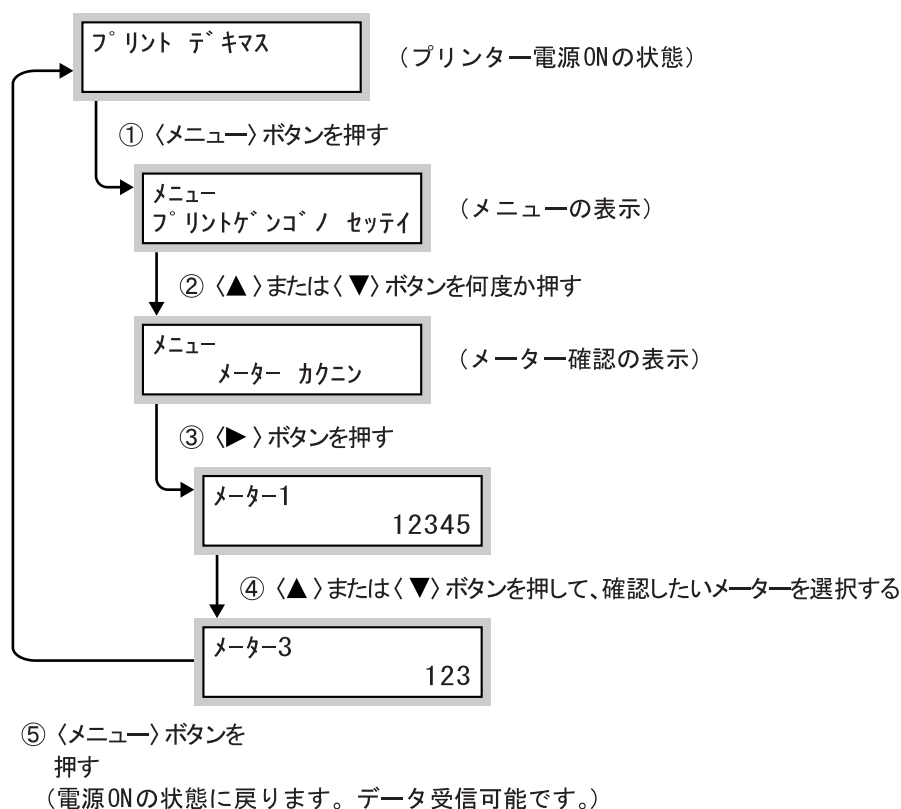 プリント デキマス
（プリンター電源ONの状態）
① 〈メニュー〉ボタンを押す
メニュー
プリントゲンゴノ セッテイ
（メニューの表示）
② 〈▲〉または〈▼〉ボタンを何度か押す
メニュー
メーター カクニン
（メーター確認の表示）
③ 〈▶〉ボタンを押す
メーター1
12345
④ 〈▲〉または〈▼〉ボタンを押して、確認したいメーターを選択する
メーター3
123
⑤ 〈メニュー〉ボタンを
押す
（電源ONの状態に戻ります。データ受信可能です。）